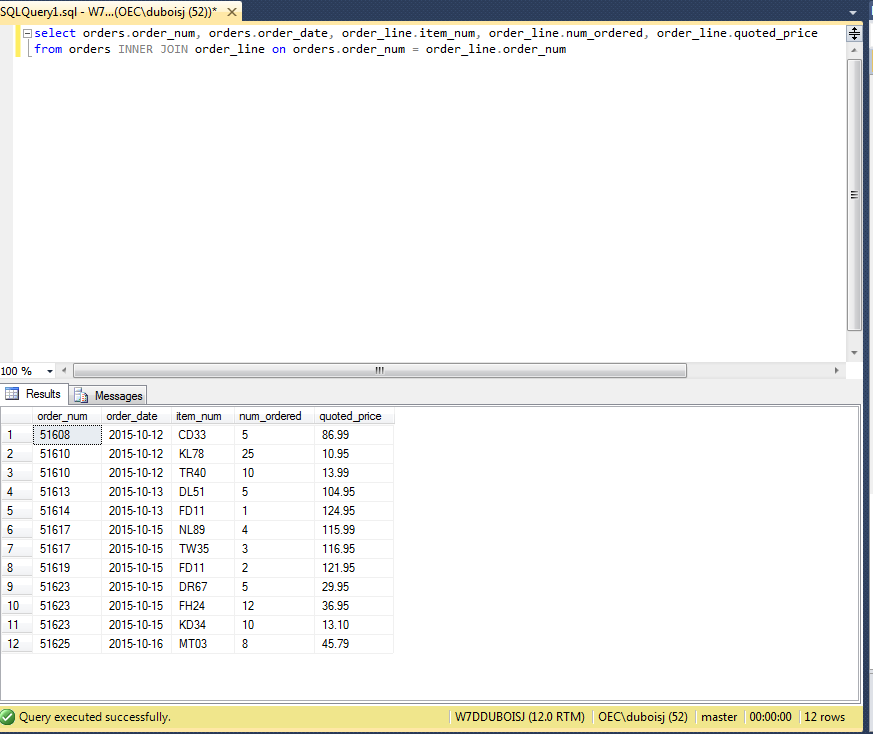 SQLQuery1.sql - W7...(OEC\duboisj (52))*
select orders.order_num, orders.order_date, order_line.item_num, order_line.num_ordered, order_line.quoted_price
from orders INNER JOIN order_line on orders.order_num = order_line.order_num
100 %
Results Messages
order_num order_date item_num num_ordered quoted_price
1 51608 2015-10-12 CD33 5 86.99
2 51610 2015-10-12 KL78 25 10.95
3 51610 2015-10-12 TR40 10 13.99
4 51613 2015-10-13 DL51 5 104.95
5 51614 2015-10-13 FD11 1 124.95
6 51617 2015-10-15 NL89 4 115.99
7 51617 2015-10-15 TW35 3 116.95
8 51619 2015-10-15 FD11 2 121.95
9 51623 2015-10-15 DR67 5 29.95
10 51623 2015-10-15 FH24 12 36.95
11 51623 2015-10-15 KD34 10 13.10
12 51625 2015-10-16 MT03 8 45.79
Query executed successfully. W7DDUBOISJ (12.0 RTM) OEC\duboisj (52) master 00:00:00 12 rows